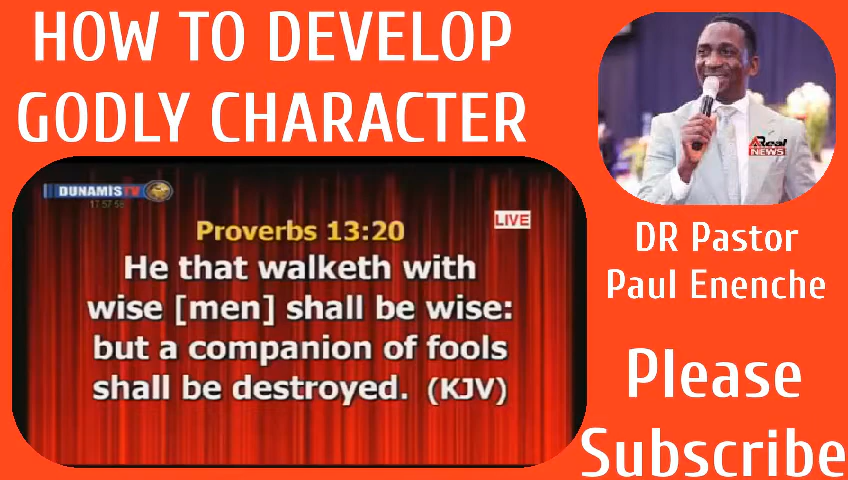 HOW TO DEVELOP
GODLY CHARACTER
DUNAMIS TV
17:57:56
LIVE
Proverbs 13:20
He that walketh with
wise [men] shall be wise:
but a companion of fools
shall be destroyed. (KJV)
AReal
NEWS
DR Pastor
Paul Enenche
Please
Subscribe